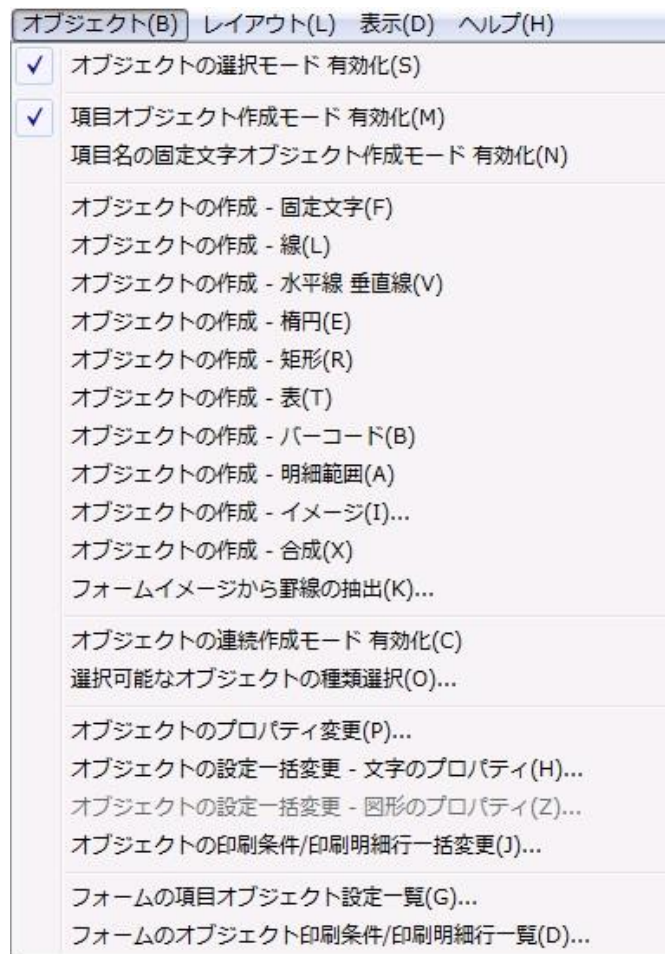 オブジェクト(B) レイアウト(L) 表示(D) ヘルプ(H)
オブジェクトの選択モード 有効化(S)
項目オブジェクト作成モード 有効化(M)
項目名の固定文字オブジェクト作成モード 有効化(N)
オブジェクトの作成 - 固定文字(F)
オブジェクトの作成 - 線(L)
オブジェクトの作成 - 水平線 垂直線(V)
オブジェクトの作成 - 楕円(E)
オブジェクトの作成 - 矩形(R)
オブジェクトの作成 - 表(T)
オブジェクトの作成 - バーコード(B)
オブジェクトの作成 - 明細範囲(A)
オブジェクトの作成 - イメージ(I)...
オブジェクトの作成 - 合成(X)
フォームイメージから罫線の抽出(K)...
オブジェクトの連続作成モード 有効化(C)
選択可能なオブジェクトの種類選択(O)...
オブジェクトのプロパティ変更(P)...
オブジェクトの設定一括変更 - 文字のプロパティ(H)...
オブジェクトの設定一括変更 - 図形のプロパティ(Z)...
オブジェクトの印刷条件/印刷明細行一括変更(J)...
フォームの項目オブジェクト設定一覧(G)...
フォームのオブジェクト印刷条件/印刷明細行一覧(D)...